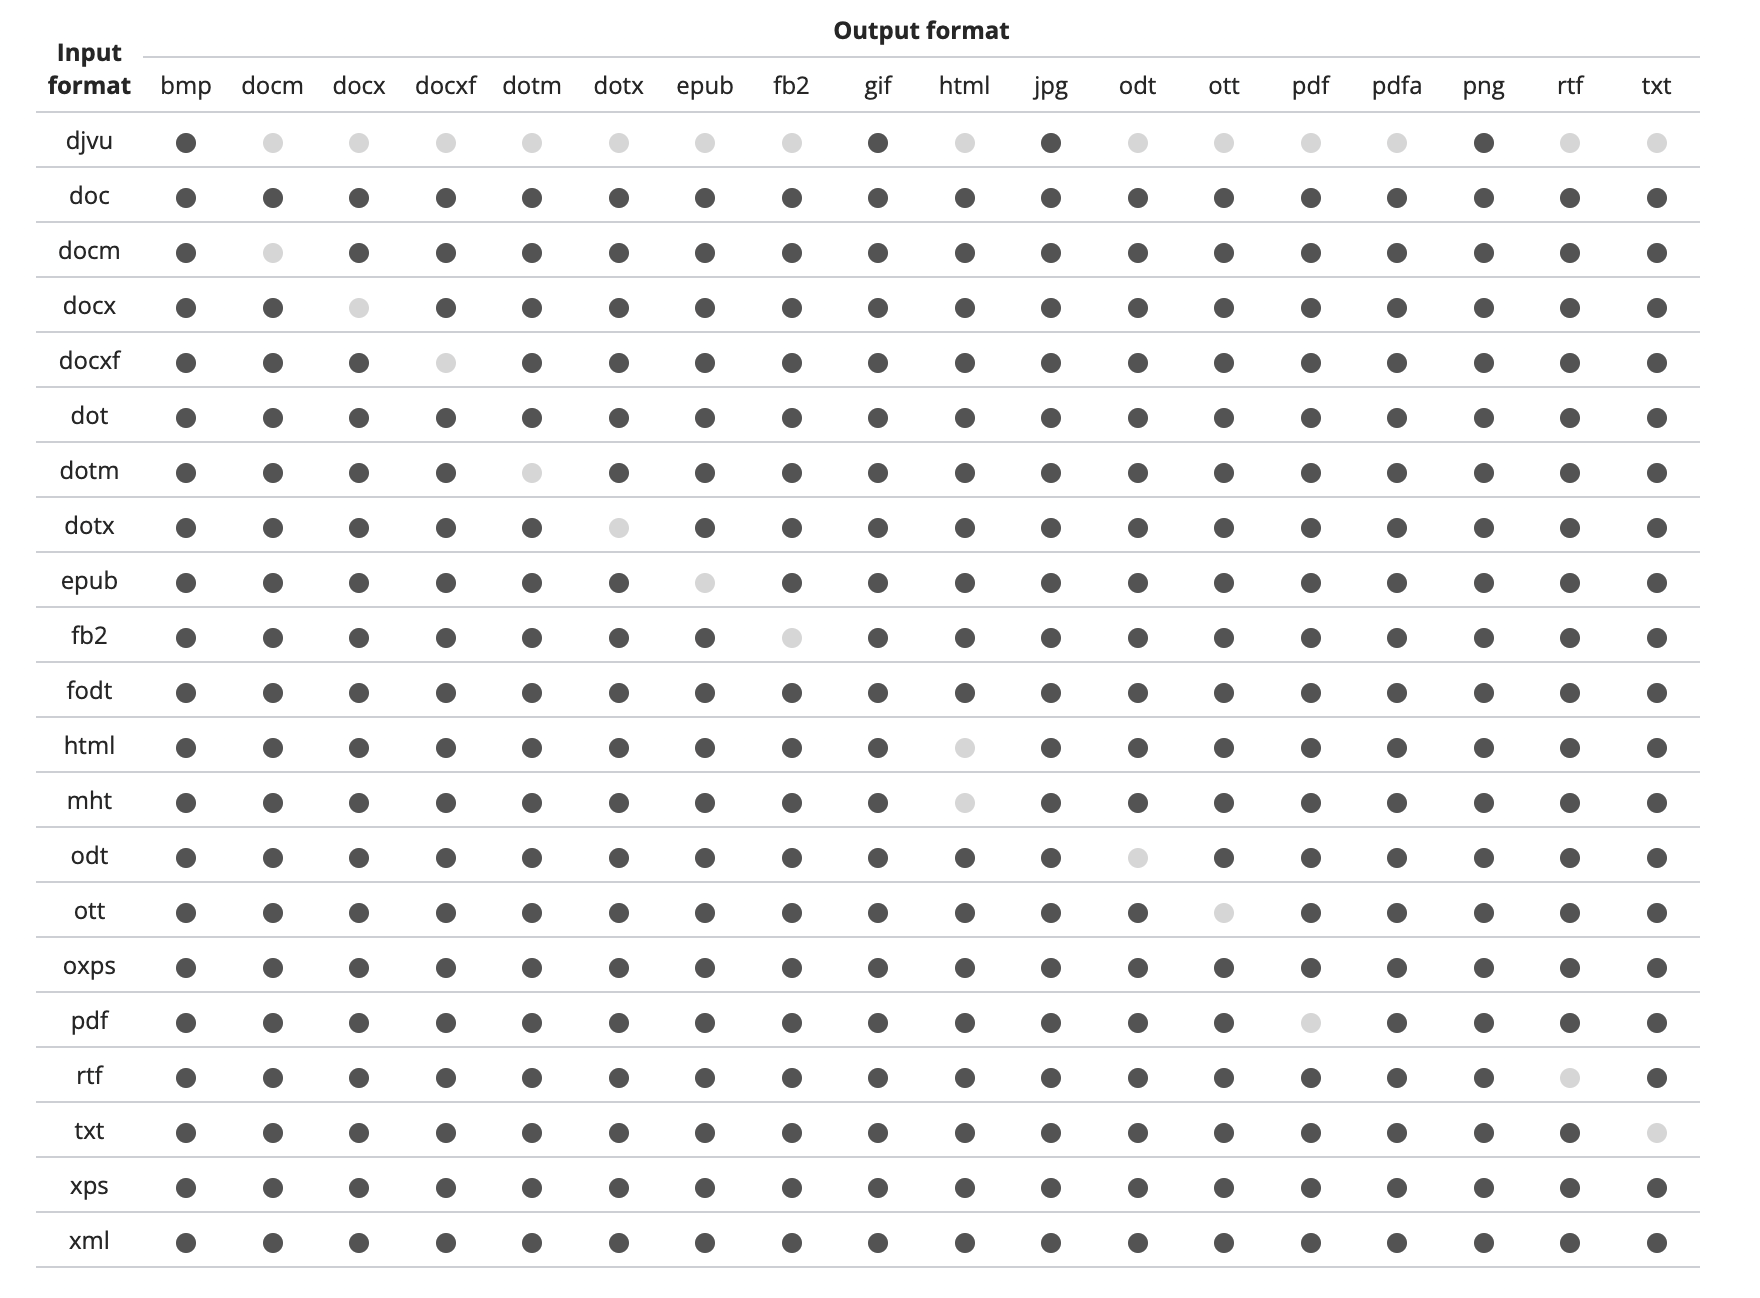 Output format
Input format
bmp docm docx docxf dotm dotx epub fb2 gif html jpg odt ott pdf pdfa png rtf txt
djvu
doc
docm
docx
docxf
dot
dotm
dotx
epub
fb2
fodt
html
mht
odt
ott
oxps
pdf
rtf
txt
xps
xml